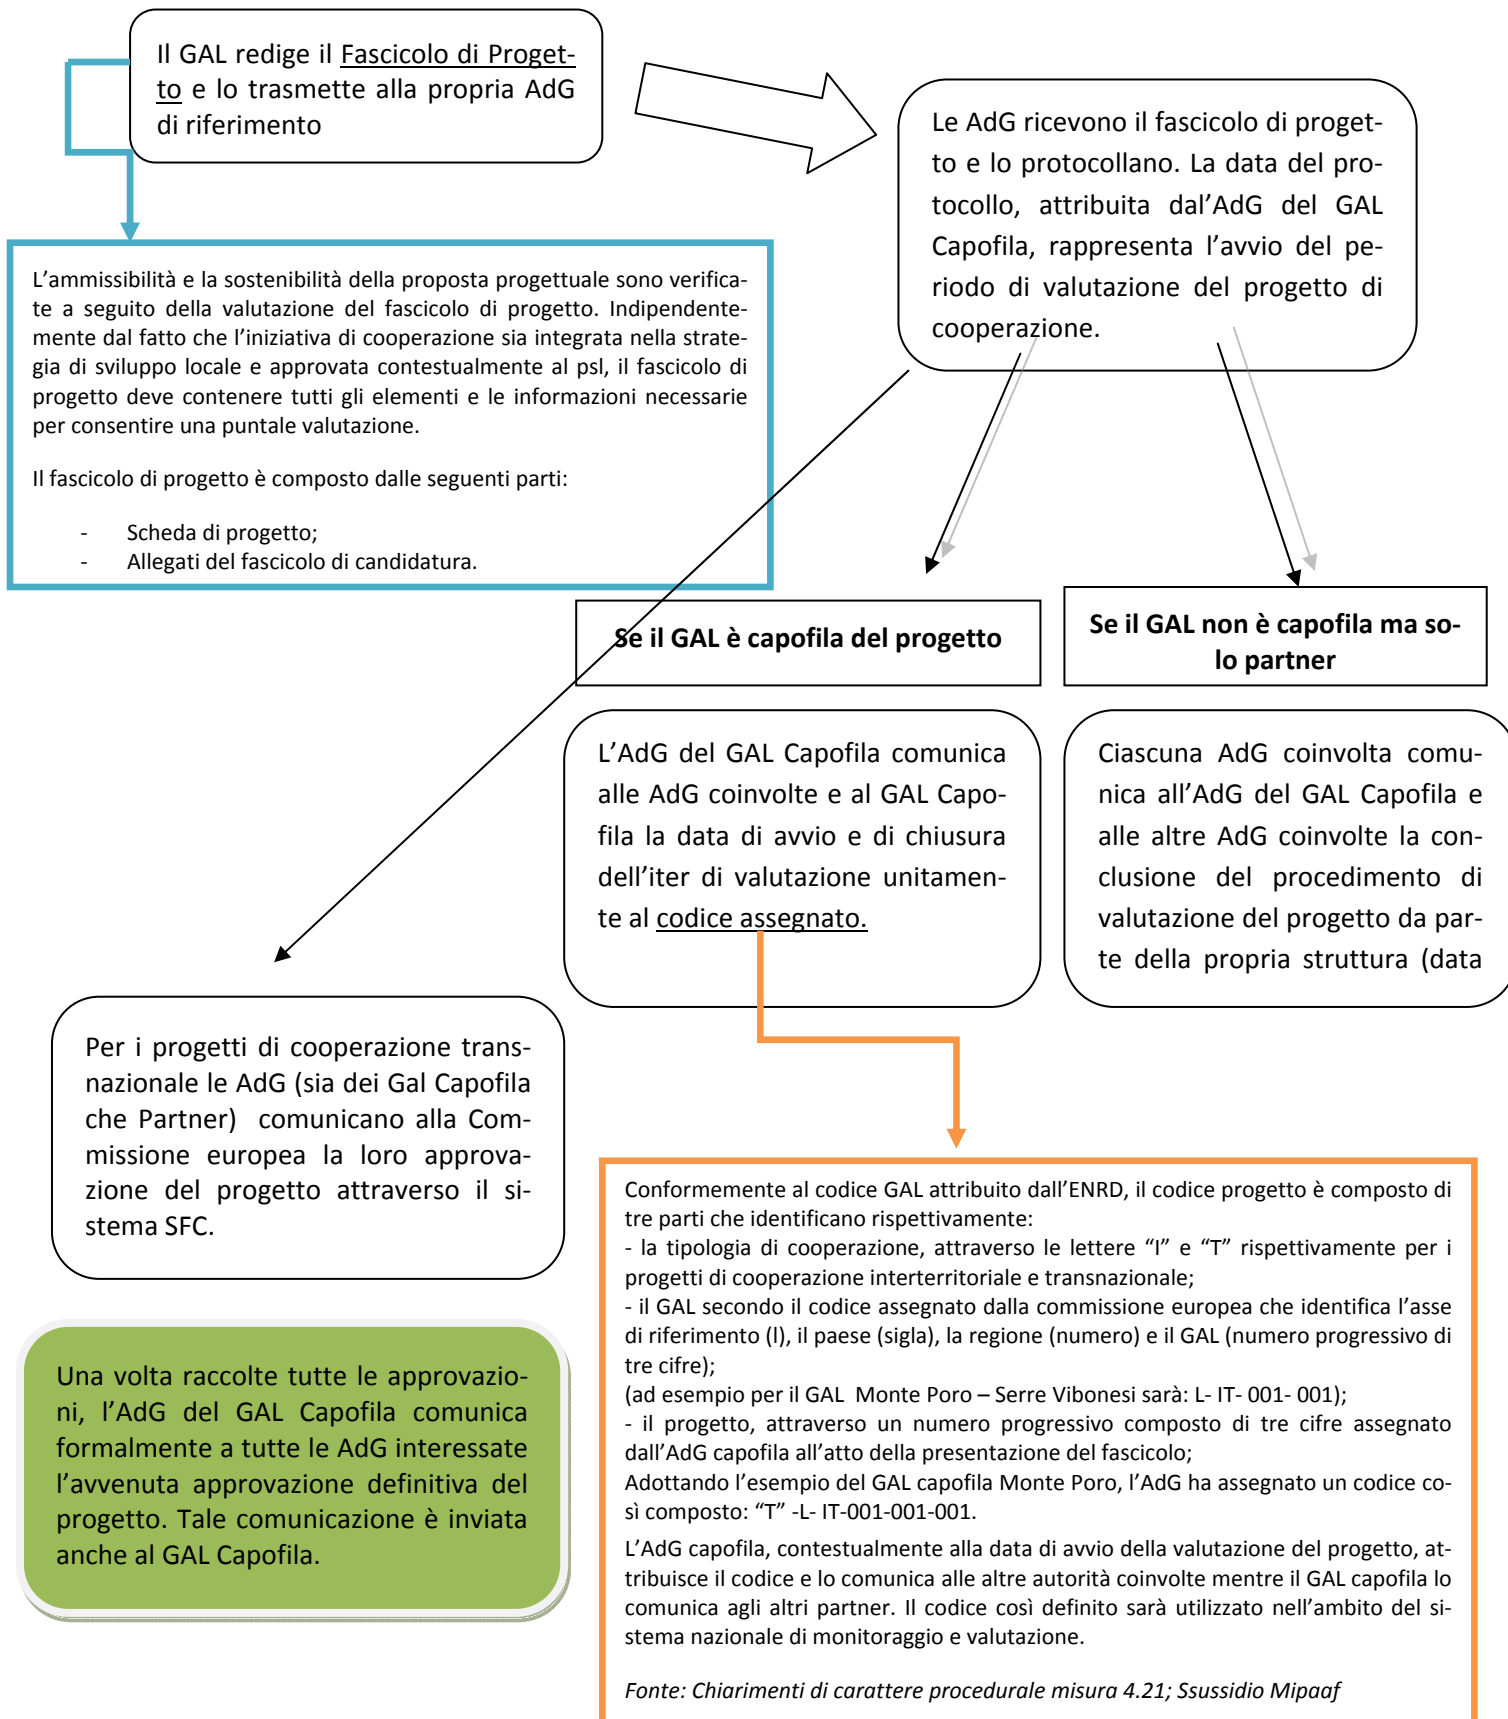 Il GAL redige il Fascicolo di Proget-
to e lo trasmette alla propria AdG
di riferimento
Le AdG ricevono il fascicolo di proget-
to e lo protocollano. La data del pro-
tocollo, attribuita dal'AdG del GAL
Capofila, rappresenta l'avvio del pe-
riodo di valutazione del progetto di
cooperazione.
L'ammissibilità e la sostenibilità della proposta progettuale sono verifica-
te a seguito della valutazione del fascicolo di progetto. Indipendente-
mente dal fatto che l'iniziativa di cooperazione sia integrata nella strate-
gia di sviluppo locale e approvata contestualmente al psl, il fascicolo di
progetto deve contenere tutti gli elementi e le informazioni necessarie
per consentire una puntale valutazione.
Il fascicolo di progetto è composto dalle seguenti parti:
- Scheda di progetto;
- Allegati del fascicolo di candidatura.
Se il GAL è capofila del progetto
Se il GAL non è capofila ma so-
lo partner
L'AdG del GAL Capofila comunica
alle AdG coinvolte e al GAL Capo-
fila la data di avvio e di chiusura
dell'iter di valutazione unitamen-
te al codice assegnato.
Ciascuna AdG coinvolta comu-
nica all'AdG del GAL Capofila e
alle altre AdG coinvolte la con-
clusione del procedimento di
valutazione del progetto da par-
te della propria struttura (data
Per i progetti di cooperazione trans-
nazionale le AdG (sia dei Gal Capofila
che Partner) comunicano alla Com-
missione europea la loro approva-
zione del progetto attraverso il si-
stema SFC.
Una volta raccolte tutte le approvazio-
ni, l'AdG del GAL Capofila comunica
formalmente a tutte le AdG interessate
l'avvenuta approvazione definitiva del
progetto. Tale comunicazione è inviata
anche al GAL Capofila.
Conformemente al codice GAL attribuito dall'ENRD, il codice progetto è composto di
tre parti che identificano rispettivamente:
- la tipologia di cooperazione, attraverso le lettere “I” e “T” rispettivamente per i
progetti di cooperazione interterritoriale e transnazionale;
- il GAL secondo il codice assegnato dalla commissione europea che identifica l'asse
di riferimento (l), il paese (sigla), la regione (numero) e il GAL (numero progressivo di
tre cifre);
(ad esempio per il GAL Monte Poro – Serre Vibonesi sarà: L- IT- 001- 001);
- il progetto, attraverso un numero progressivo composto di tre cifre assegnato
dall'AdG capofila all'atto della presentazione del fascicolo;
Adottando l'esempio del GAL capofila Monte Poro, l'AdG ha assegnato un codice co-
sì composto: “T” -L- IT-001-001-001.
L'AdG capofila, contestualmente alla data di avvio della valutazione del progetto, at-
tribuisce il codice e lo comunica alle altre autorità coinvolte mentre il GAL capofila lo
comunica agli altri partner. Il codice così definito sarà utilizzato nell'ambito del si-
stema nazionale di monitoraggio e valutazione.
Fonte: Chiarimenti di carattere procedurale misura 4.21; Ssussidio Mipaaf